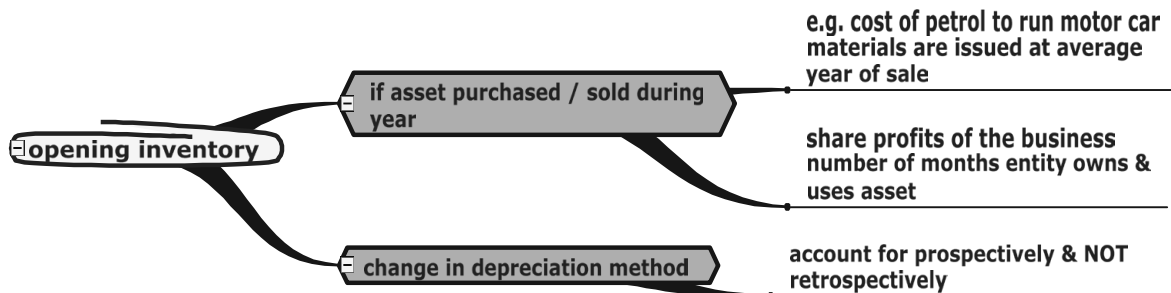 opening inventory
if asset purchased / sold during
year
e.g. cost of petrol to run motor car
materials are issued at average
year of sale
share profits of the business
number of months entity owns &
uses asset
change in depreciation method
account for prospectively & NOT
retrospectively